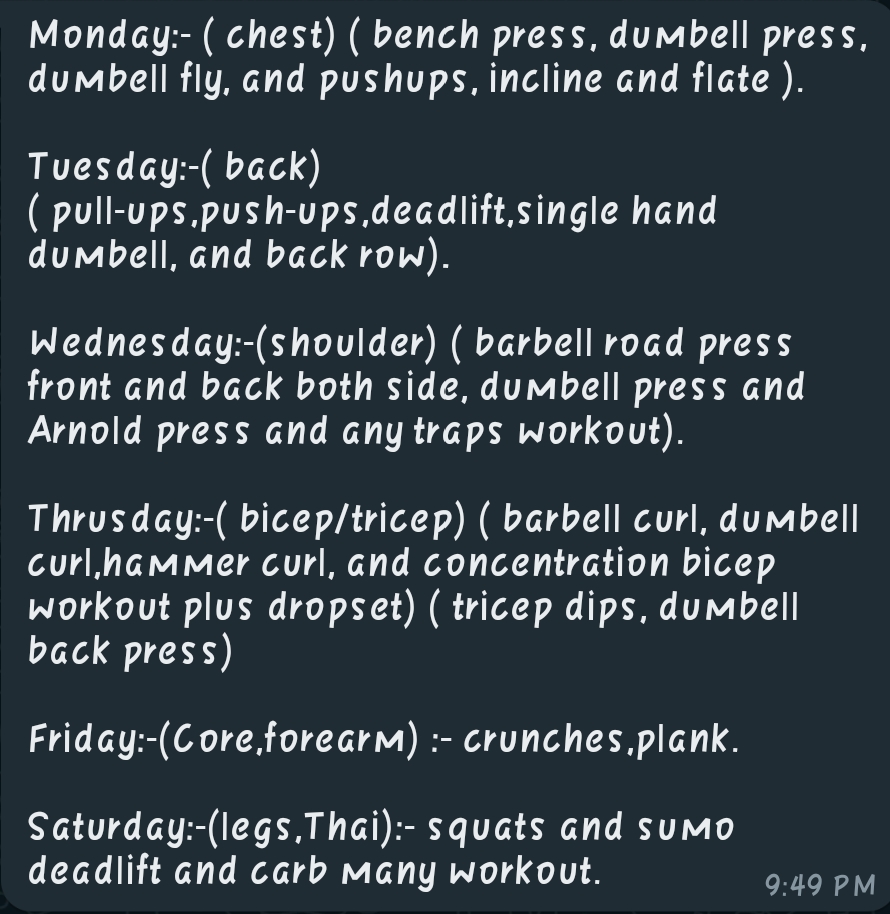 Monday:- ( chest) ( bench press, dumbell press,
dumbell fly, and pushups, incline and flate ).
Tuesday:-( back)
( pull-ups,push-ups,deadlift,single hand
dumbell, and back row).
Wednesday:-(shoulder) ( barbell road press
front and back both side, dumbell press and
Arnold press and any traps workout).
Thrusday:-( bicep/tricep) ( barbell curl, dumbell
curl,hammer curl, and concentration bicep
workout plus dropset) ( tricep dips, dumbell
back press)
Friday:-(Core,forearm) :- crunches,plank.
Saturday:-(legs,Thai):- squats and sumo
deadlift and carb many workout.
9:49 PM